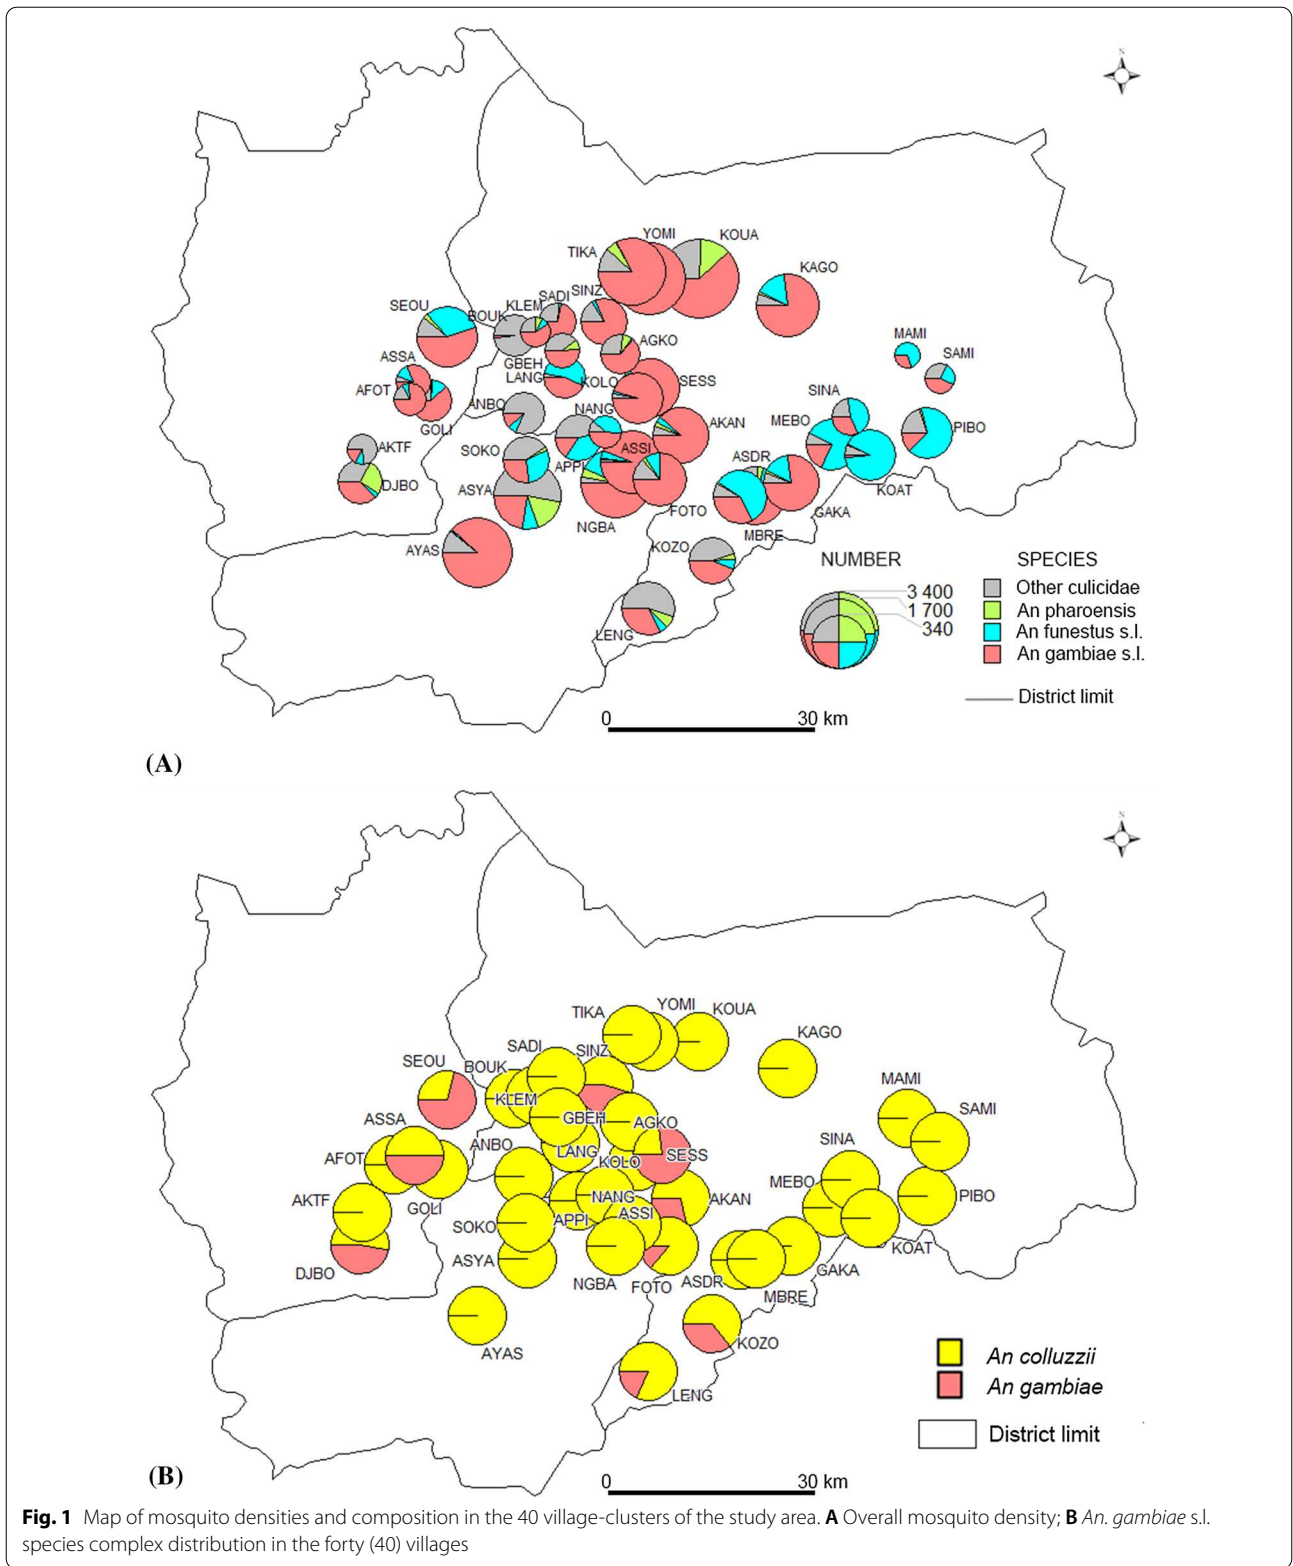 N
YOMI
KOUA
TIKA
KAGO
SADI
SINZ
KLEM
SEOU
BOUK
MAMI
AGKO
SAMI
ASSA
GBEH
LANG
KOLO
SESS
AFOT
SINA
ANBO
NANG
GOLI
MEBO
AKAN
PIBO
AKTF
SOKO
ASSI
ASDR
APPI
DJBO
ASYA
KOAT
FOTO
GAKA
NGBA
MBRE
AYAS
KOZO
LENG
NUMBER
3 400
1 700
340
SPECIES
Other culicidae
An pharoensis
An funestus s.l.
An gambiae s.l.
District limit
0 30 km
(A)
N
YOMI
KOUA
TIKA
KAGO
SADI
SINZ
SEOU
BOUK
MAMI
KLEM
SAMI
ASSA
GBEH
AGKO
SINA
ANBO
LANG
SESS
AFOT
KOLO
MEBO
AKTF
NANG
AKAN
PIBO
GOLI
APPI
ASSI
SOKO
KOAT
ASYA
DJBO
NGBA
FOTO
ASDR
GAKA
MBRE
AYAS
KOZO
LENG
An colluzzii
An gambiae
District limit
0 30 km
(B)
Fig. 1 Map of mosquito densities and composition in the 40 village-clusters of the study area. A Overall mosquito density; B An. gambiae s.l.
species complex distribution in the forty (40) villages